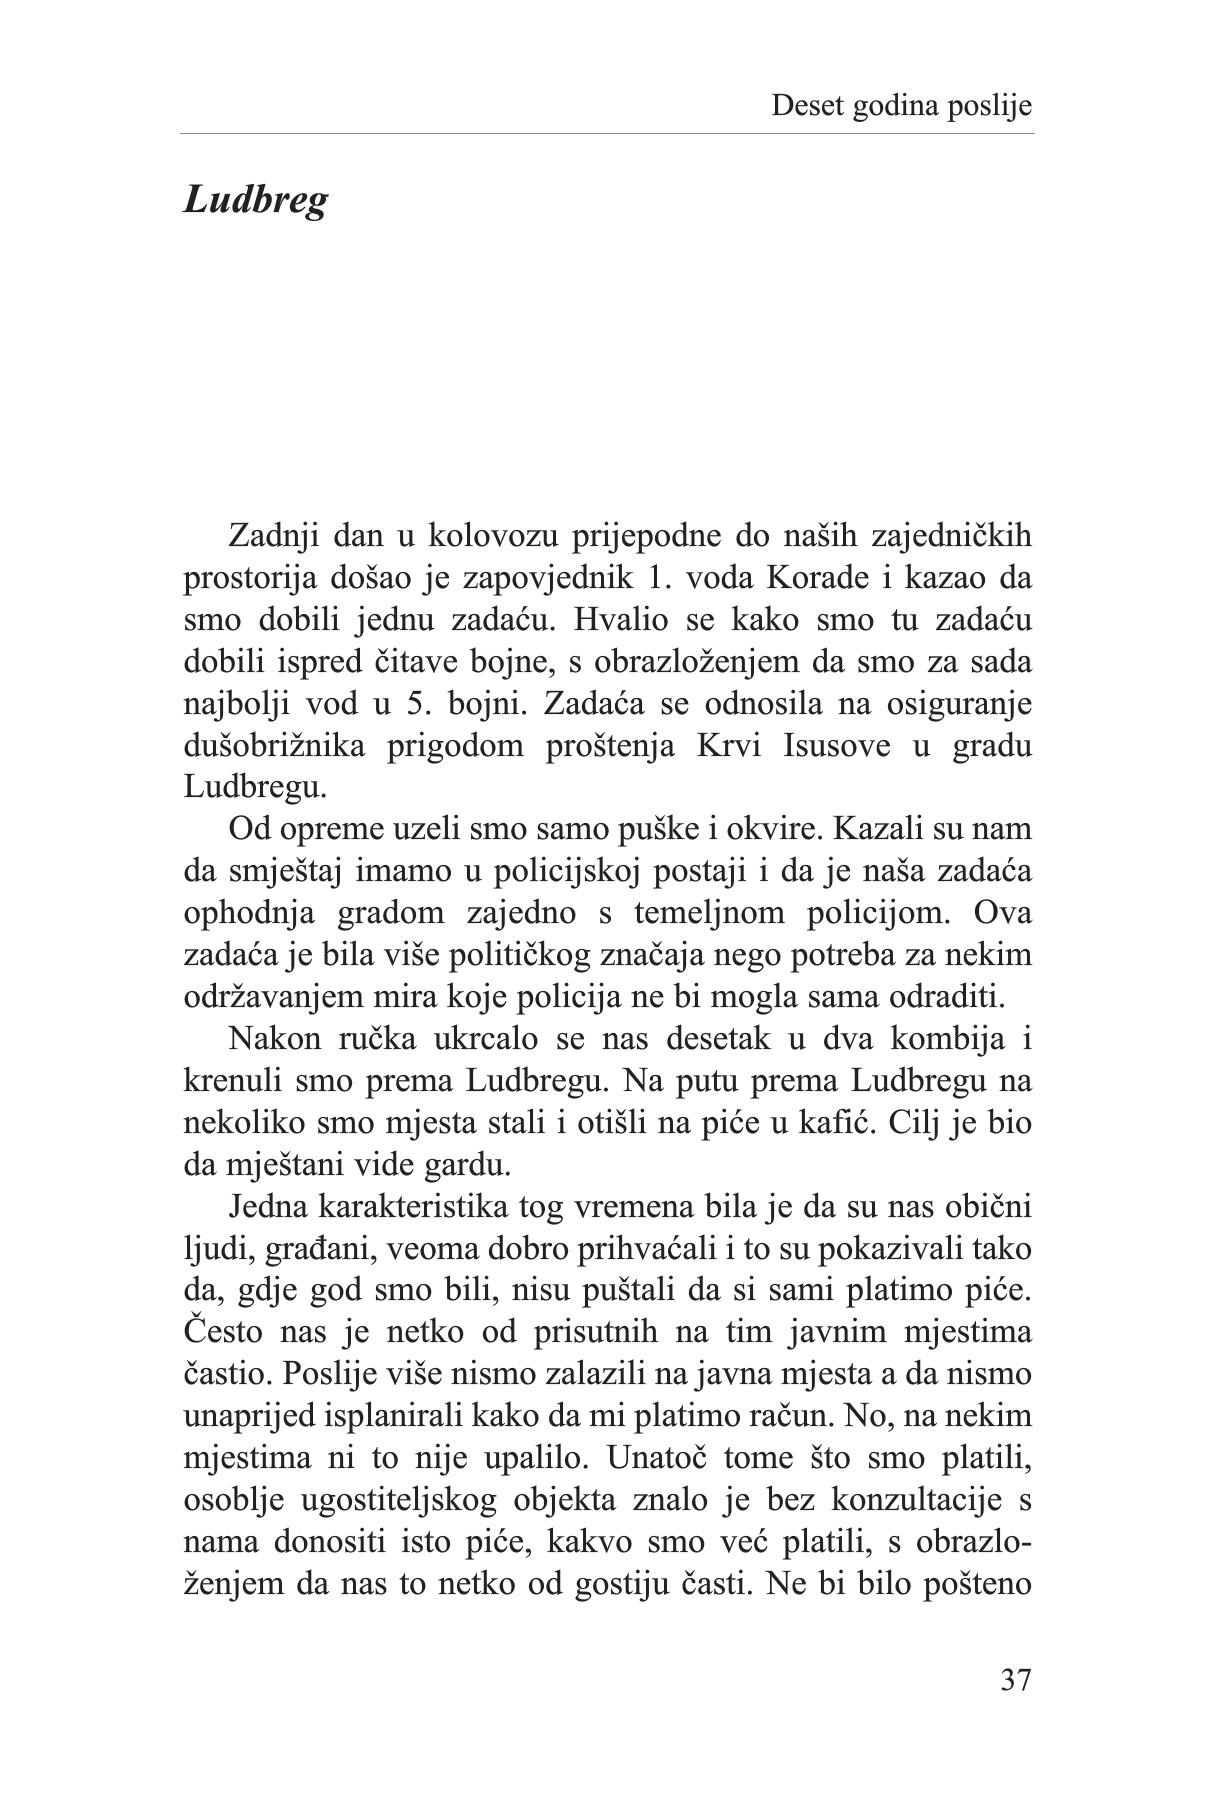 Deset godina poslije
Ludbreg
Zadnji dan u kolovozu prijepodne do naših zajedničkih
prostorija došao je zapovjednik 1. voda Korade i kazao da
smo dobili jednu zadaću. Hvalio se kako smo tu zadaću
dobili ispred čitave bojne, s obrazloženjem da smo za sada
najbolji vod u 5. bojni. Zadaća se odnosila na osiguranje
dušobrižnika prigodom proštenja Krvi Isusove u gradu
Ludbregu.
Od opreme uzeli smo samo puške i okvire. Kazali su nam
da smještaj imamo u policijskoj postaji i da je naša zadaća
ophodnja gradom zajedno s temeljnom policijom. Ova
zadaća je bila više političkog značaja nego potreba za nekim
održavanjem mira koje policija ne bi mogla sama odraditi.
Nakon ručka ukrcalo se nas desetak u dva kombija i
krenuli smo prema Ludbregu. Na putu prema Ludbregu na
nekoliko smo mjesta stali i otišli na piće u kafić. Cilj je bio
da mještani vide gardu.
Jedna karakteristika tog vremena bila je da su nas obični
ljudi, građani, veoma dobro prihvaćali i to su pokazivali tako
da, gdje god smo bili, nisu puštali da si sami platimo piće.
Često nas je netko od prisutnih na tim javnim mjestima
častio. Poslije više nismo zalazili na javna mjesta a da nismo
unaprijed isplanirali kako da mi platimo račun. No, na nekim
mjestima ni to nije upalilo. Unatoč tome što smo platili,
osoblje ugostiteljskog objekta znalo je bez konzultacije s
nama donositi isto piće, kakvo smo već platili, s obrazlo-
ženjem da nas to netko od gostiju časti. Ne bi bilo pošteno
37